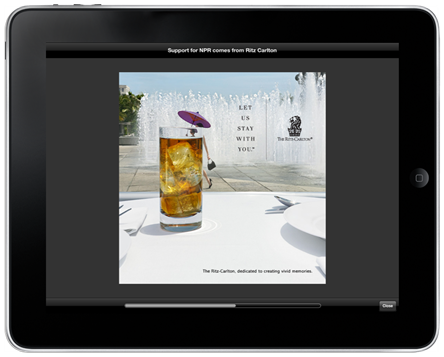 Support for NPR comes from Ritz Carlton
LET
US
STAY
WITH
YOU.®
THE RITZ-CARLTON®
The Ritz-Carlton, dedicated to creating vivid memories.
Close